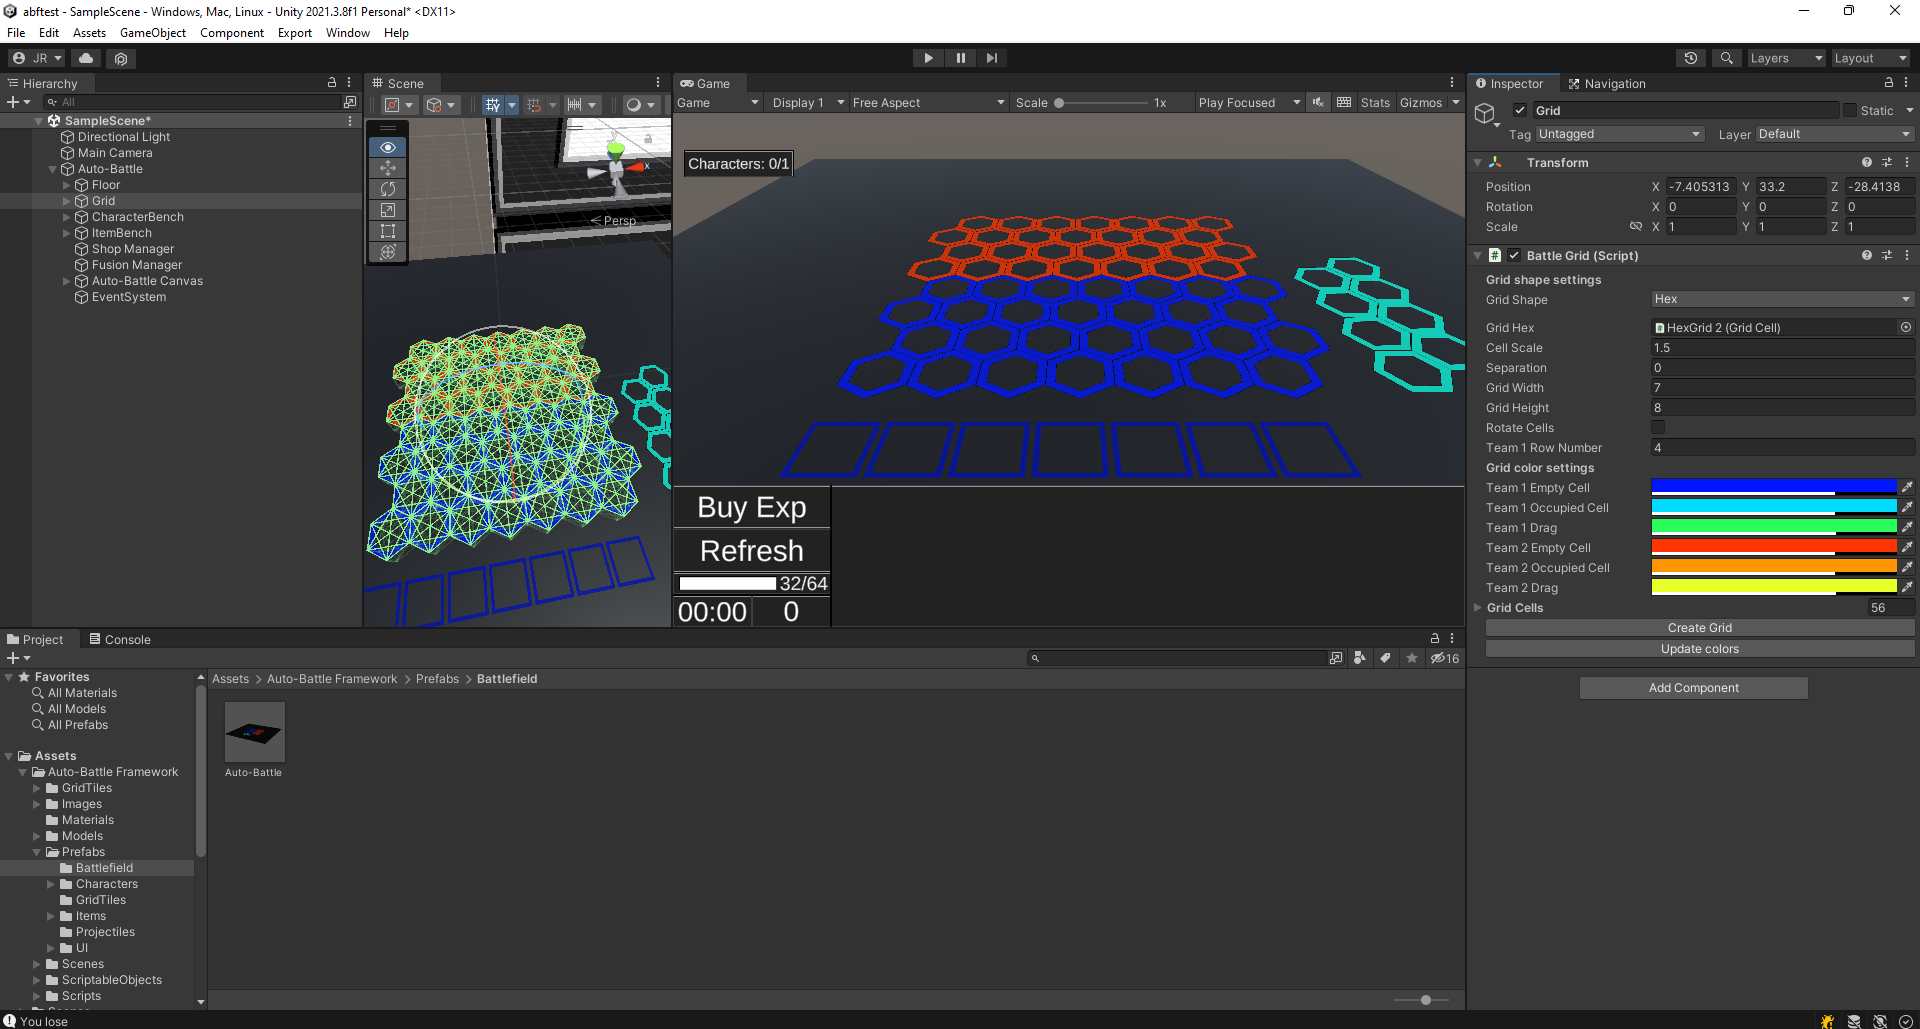 abftest - SampleScene - Windows, Mac, Linux - Unity 2021.3.8f1 Personal* <DX11>
File Edit Assets GameObject Component Export Window Help
JR Layers Layout
Hierarchy
All
SampleScene*
Directional Light
Main Camera
Auto-Battle
Floor
Grid
CharacterBench
ItemBench
Shop Manager
Fusion Manager
Auto-Battle Canvas
EventSystem
Scene
y
x
< Persp
Game
Game Display 1 Free Aspect Scale 1x Play Focused Stats Gizmos
Characters: 0/1
Buy Exp
Refresh
32/64
00:00 0
Inspector Navigation
Grid Static
Tag Untagged Layer Default
Transform
Position X -7.405313 Y 33.2 Z -28.4138
Rotation X 0 Y 0 Z 0
Scale X 1 Y 1 Z 1
# Battle Grid (Script)
Grid shape settings
Grid Shape Hex
Grid Hex HexGrid 2 (Grid Cell)
Cell Scale 1.5
Separation 0
Grid Width 7
Grid Height 8
Rotate Cells
Team 1 Row Number 4
Grid color settings
Team 1 Empty Cell
Team 1 Occupied Cell
Team 1 Drag
Team 2 Empty Cell
Team 2 Occupied Cell
Team 2 Drag
Grid Cells 56
Create Grid
Update colors
Add Component
Project Console
16
Favorites
All Materials
All Models
All Prefabs
Assets
Auto-Battle Framework
GridTiles
Images
Materials
Models
Prefabs
Battlefield
Characters
GridTiles
Items
Projectiles
UI
Scenes
ScriptableObjects
Scripts
Assets > Auto-Battle Framework > Prefabs > Battlefield
Auto-Battle
You lose